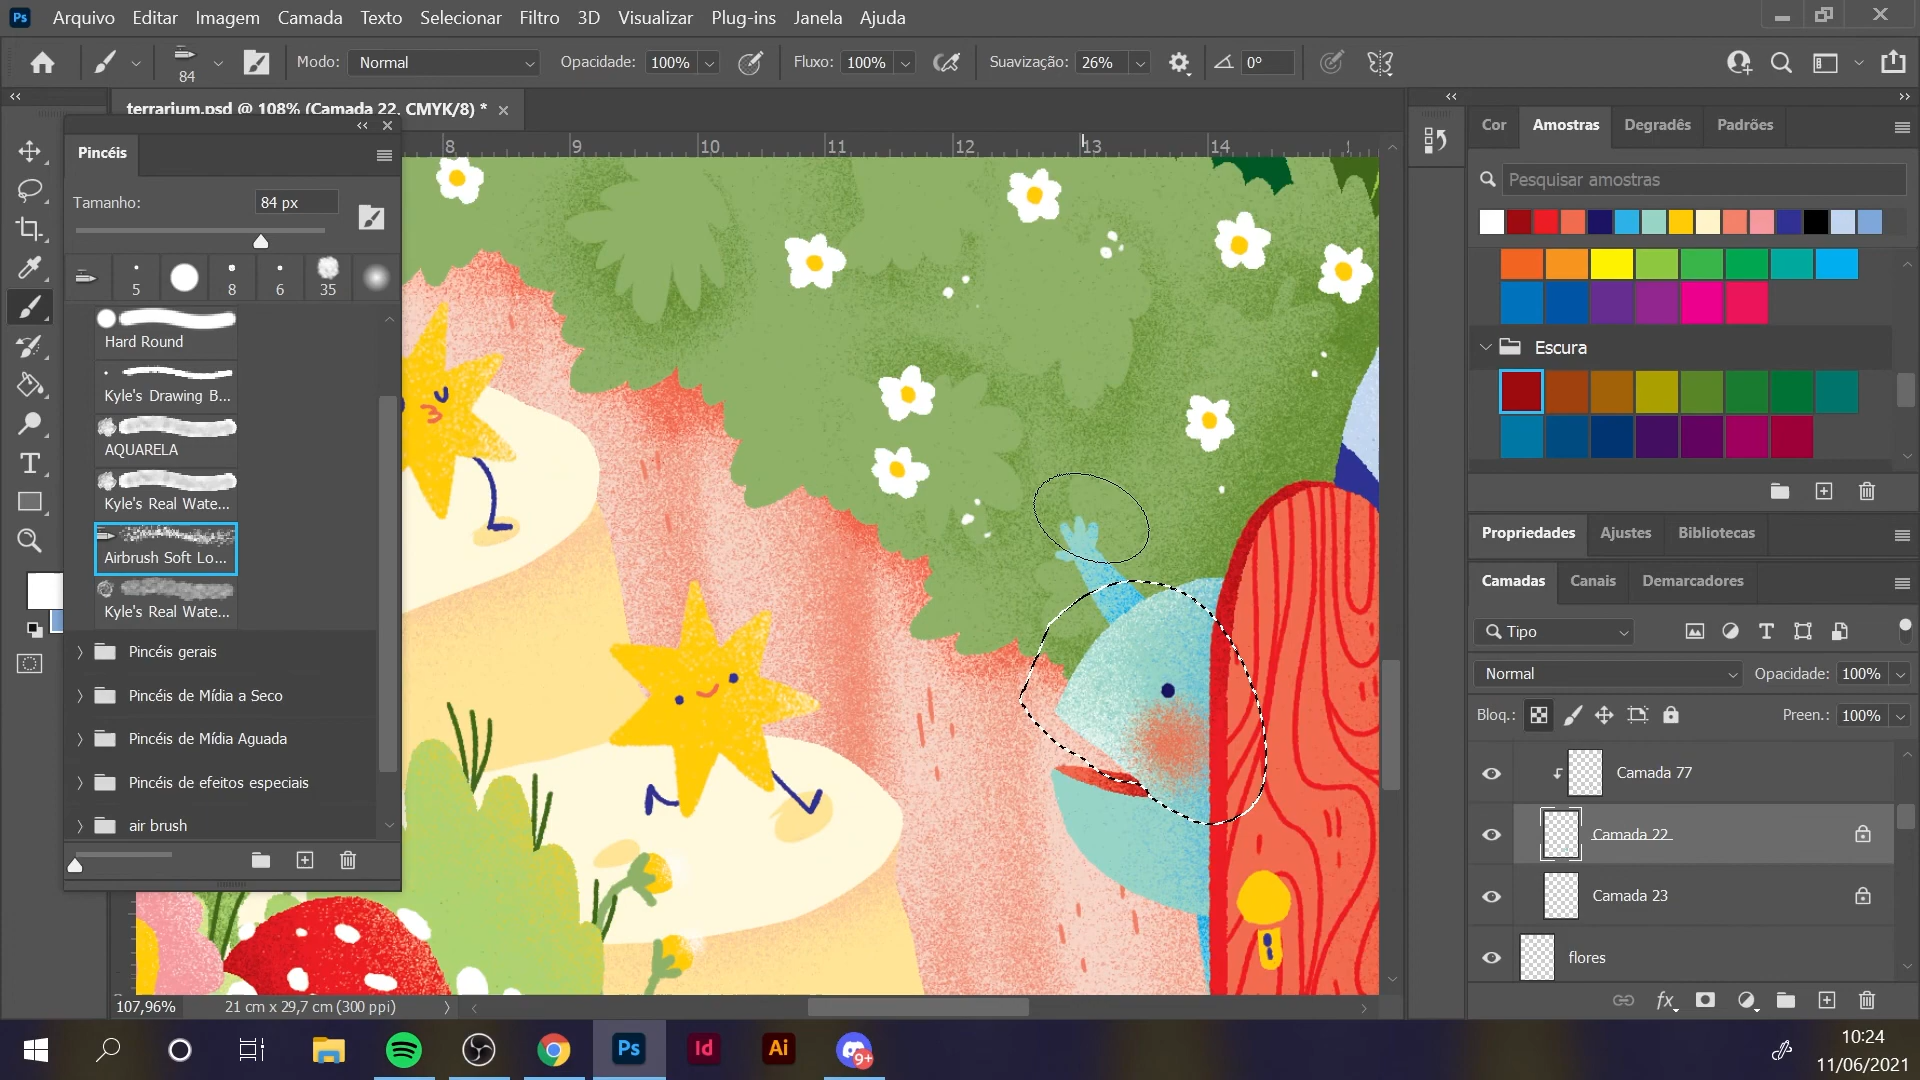 Ps Arquivo Editar Imagem Camada Texto Selecionar Filtro 3D Visualizar Plug-ins Janela Ajuda
84 Modo: Normal Opacidade: 100% Fluxo: 100% Suavização: 26% 0°
terrarium.psd @ 108% (Camada 22, CMYK/8) *
Pincéis
Tamanho: 84 px
5 8 6 35
Hard Round
Kyle's Drawing B...
AQUARELA
Kyle's Real Wate...
Airbrush Soft Lo...
Kyle's Real Wate...
Pincéis gerais
Pincéis de Mídia a Seco
Pincéis de Mídia Aguada
Pincéis de efeitos especiais
air brush
8 9 10 11 12 13 14
107,96% 21 cm x 29,7 cm (300 ppi)
Cor Amostras Degradês Padrões
Pesquisar amostras
Escura
Propriedades Ajustes Bibliotecas
Camadas Canais Demarcadores
Tipo
Normal Opacidade: 100%
Bloq.: Preen.: 100%
Camada 77
Camada 22
Camada 23
flores
Ps Id Ai 9+
10:24
11/06/2021